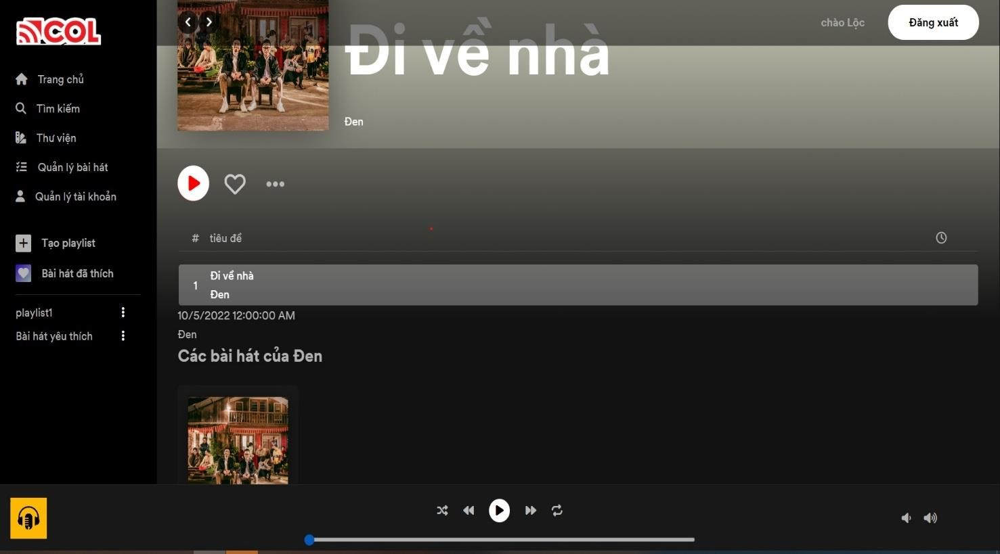 COL
Trang chủ
Tìm kiếm
Thư viện
Quản lý bài hát
Quản lý tài khoản
Tạo playlist
Bài hát đã thích
playlist1
Bài hát yêu thích
chào Lộc
Đăng xuất
Đi về nhà
Đen
# tiêu đề
1
Đi về nhà
Đen
10/5/2022 12:00:00 AM
Đen
Các bài hát của Đen